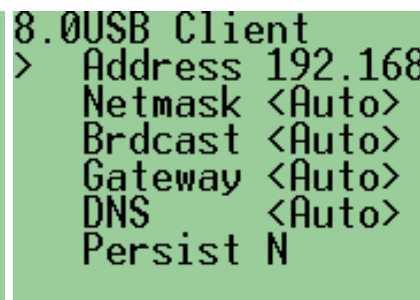 8.0USB Client
> Address 192.168
Netmask <Auto>
Brdcast <Auto>
Gateway <Auto>
DNS <Auto>
Persist N